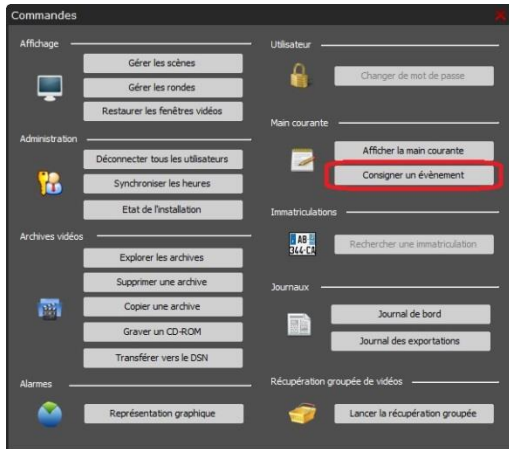 Commandes
Affichage
Gérer les scènes
Gérer les rondes
Restaurer les fenêtres vidéos
Administration
Déconnecter tous les utilisateurs
Synchroniser les heures
Etat de l'installation
Archives vidéos
Explorer les archives
Supprimer une archive
Copier une archive
Graver un CD-ROM
Transférer vers le DSN
Alarmes
Représentation graphique
Utilisateur
Changer de mot de passe
Main courante
Afficher la main courante
Consigner un évènement
Immatriculations
AB
344-CA
Rechercher une immatriculation
Journaux
Journal de bord
Journal des exportations
Récupération groupée de vidéos
Lancer la récupération groupée